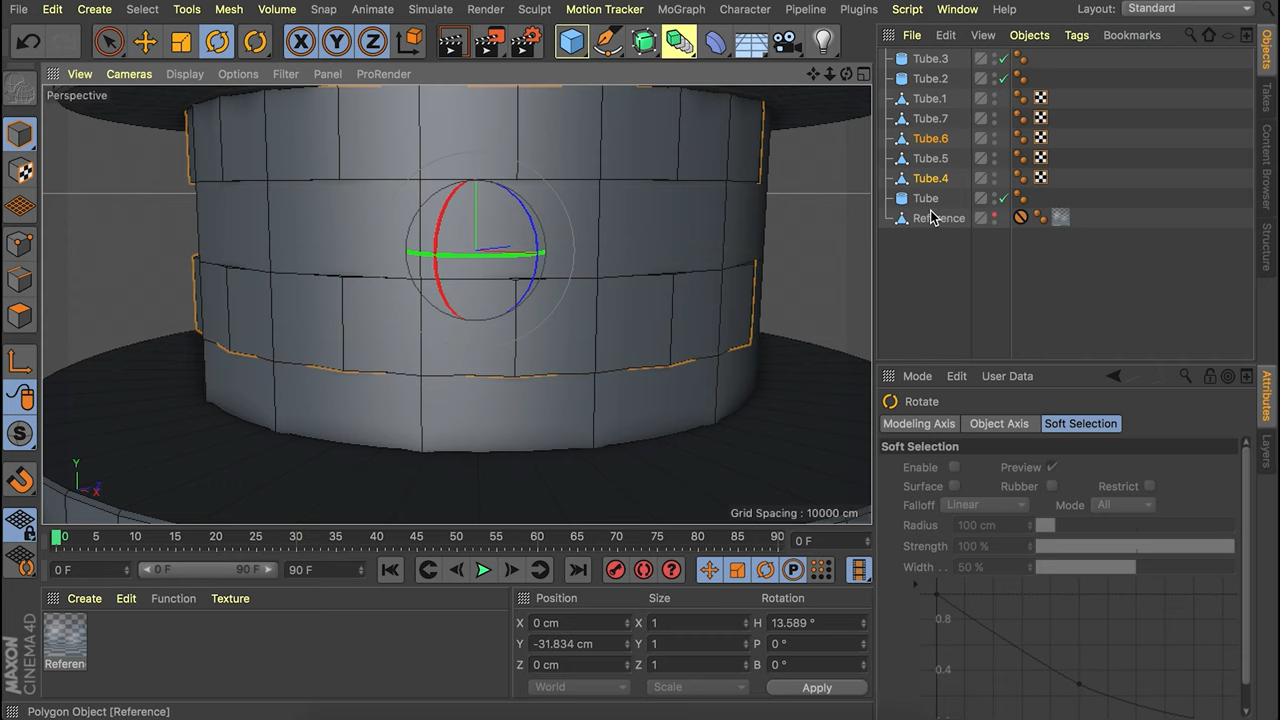 File Edit Create Select Tools Mesh Volume Snap Animate Simulate Render Sculpt Motion Tracker MoGraph Character Pipeline Plugins Script Window Help Layout: Standard
X Y Z
File Edit View Objects Tags Bookmarks
View Cameras Display Options Filter Panel ProRender
Perspective
Tube.3
Tube.2
Tube.1
Tube.7
Tube.6
Tube.5
Tube.4
Tube
Reference
Objects
Takes
Content Browser
Structure
Y
X
Grid Spacing : 10000 cm
0 5 10 15 20 25 30 35 40 45 50 55 60 65 70 75 80 85 90 0 F
0 F 0 F 90 F 90 F
P
S
Mode Edit User Data
Rotate
Modeling Axis Object Axis Soft Selection
Soft Selection
Enable Preview
Surface Rubber Restrict
Falloff Linear Mode All
Radius 100 cm
Strength 100 %
Width . . 50 %
0.8
0.4
Attributes
Layers
Create Edit Function Texture
Referen
Position Size Rotation
X 0 cm X 1 H 13.589 °
Y -31.834 cm Y 1 P 0 °
Z 0 cm Z 1 B 0 °
World Scale Apply
MAXON
CINEMA 4D
Polygon Object [Reference]